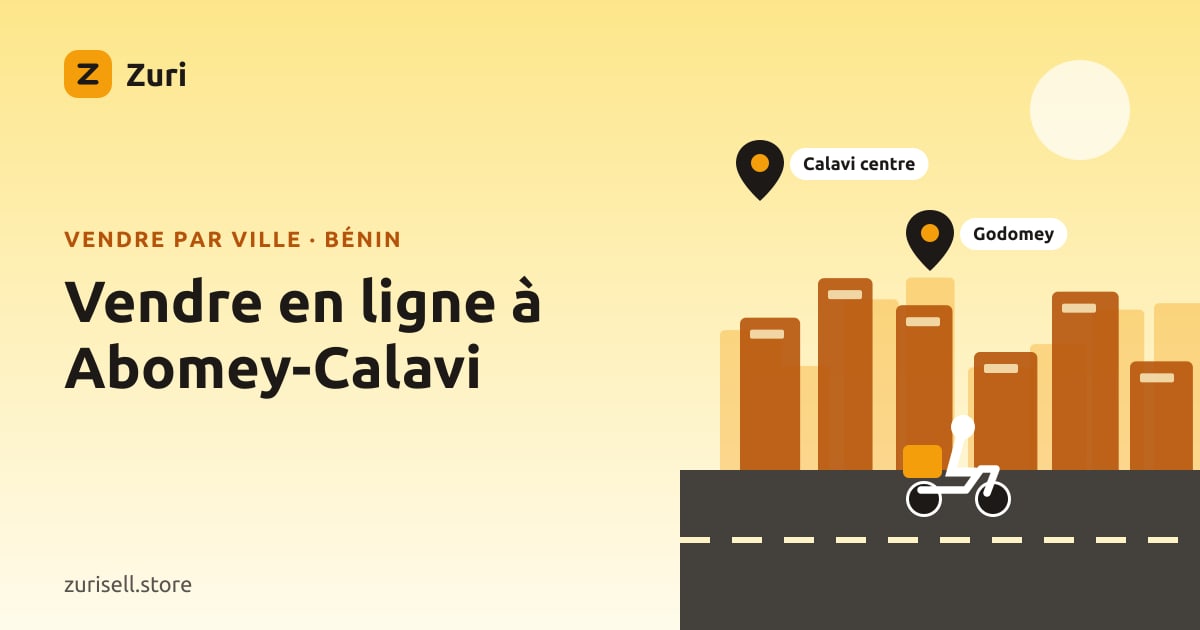 Z Zuri
VENDRE PAR VILLE · BÉNIN
Vendre en ligne à
Abomey-Calavi
Calavi centre
Godomey
zurisell.store